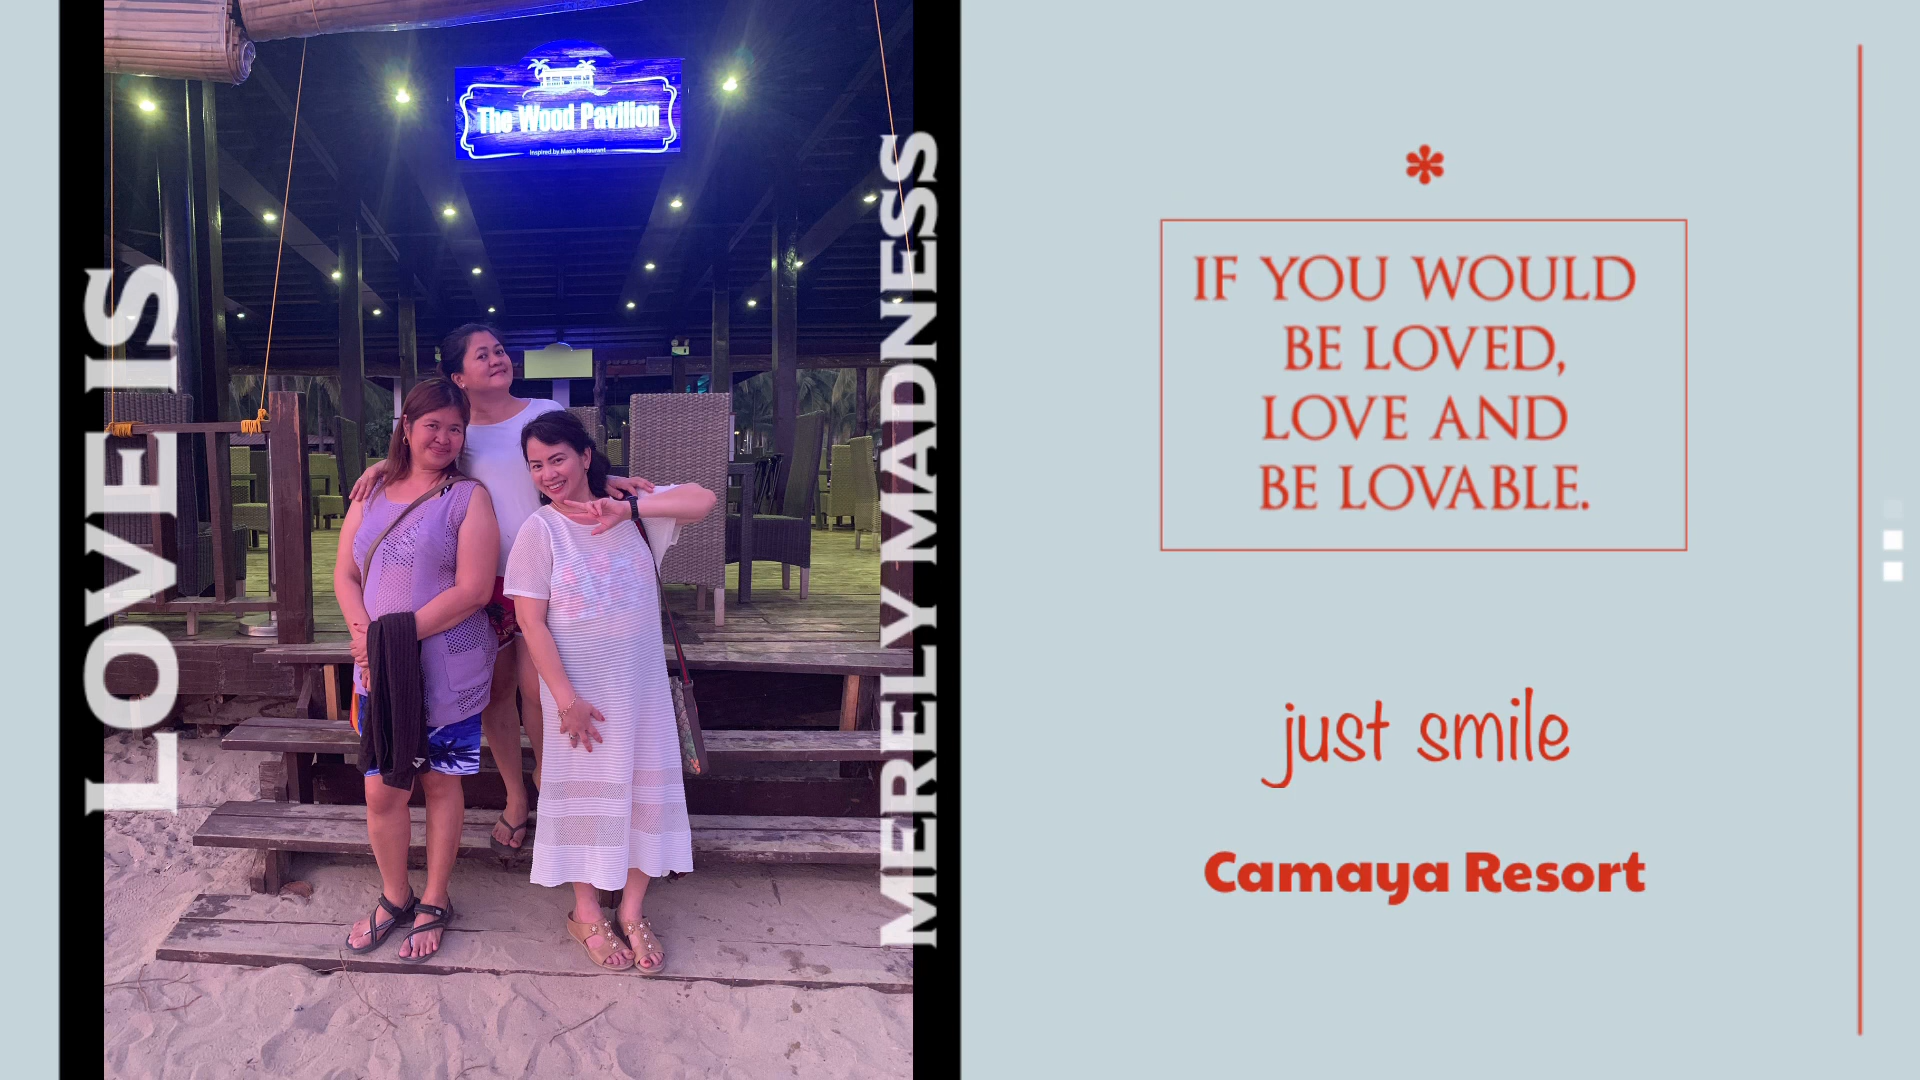 LOVE IS
The Wood Pavilion
Inspired by Max's Restaurant
MERELY MADNESS
IF YOU WOULD
BE LOVED,
LOVE AND
BE LOVABLE.
just smile
Camaya Resort